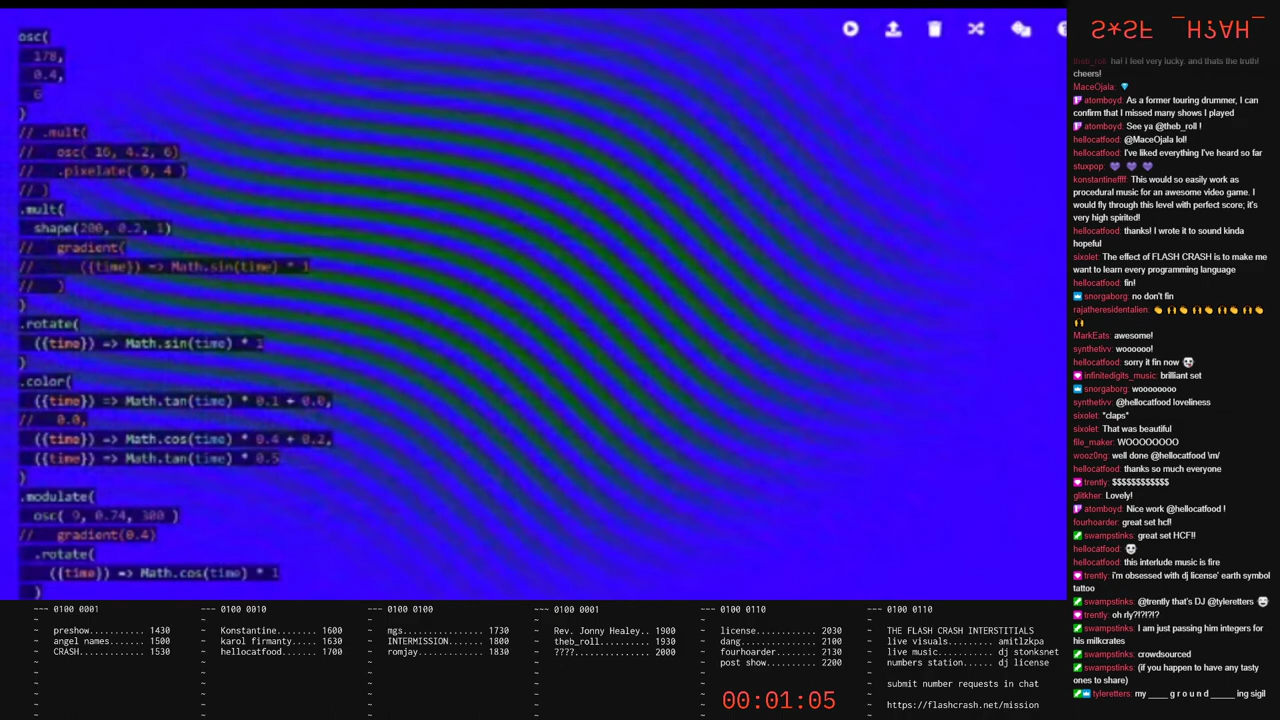 osc(
178,
0.4,
6
)
// .mult(
// osc( 16, 4.2, 6)
// .pixelate( 9, 4 )
// )
.mult(
shape(200, 0.2, 1)
// gradient(
// ({time}) => Math.sin(time) * 1
// )
)
.rotate(
({time}) => Math.sin(time) * 1
)
.color(
({time}) => Math.tan(time) * 0.1 + 0.0,
// 0.0,
({time}) => Math.cos(time) * 0.4 + 0.2,
({time}) => Math.tan(time) * 0.5
)
.modulate(
osc( 9, 0.74, 300 )
// gradient(0.4)
.rotate(
({time}) => Math.cos(time) * 1
)
theb_roll: ha! I feel very lucky. and thats the truth!
cheers!
MaceOjala: 💎
atomboyd: As a former touring drummer, I can
confirm that I missed many shows I played
atomboyd: See ya @theb_roll !
hellocatfood: @MaceOjala lol!
hellocatfood: I've liked everything I've heard so far
stuxpop: 💜 💜 💜
konstantineffff: This would so easily work as
procedural music for an awesome video game. I
would fly through this level with perfect score; it's
very high spirited!
hellocatfood: thanks! I wrote it to sound kinda
hopeful
sixolet: The effect of FLASH CRASH is to make me
want to learn every programming language
hellocatfood: fin!
snorgaborg: no don't fin
rajatheresidentalien: 👏 🙌 👏 🙌 👏 🙌 👏 🙌 👏
🙌
MarkEats: awesome!
synthetivv: woooooo!
hellocatfood: sorry it fin now
infinitedigits_music: brilliant set
snorgaborg: wooooooo
synthetivv: @hellocatfood loveliness
sixolet: *claps*
sixolet: That was beautiful
file_maker: WOOOOOOOO
wooz0ng: well done @hellocatfood \m/
hellocatfood: thanks so much everyone
trently: $$$$$$$$$$$$
glitkher: Lovely!
atomboyd: Nice work @hellocatfood !
fourhoarder: great set hcf!
swampstinks: great set HCF!!
hellocatfood:
hellocatfood: this interlude music is fire
trently: i'm obsessed with dj license' earth symbol
tattoo
swampstinks: @trently that's DJ @tyleretters
trently: oh rly?!?!?!?
swampstinks: I am just passing him integers for
his milkcrates
swampstinks: crowdsourced
swampstinks: (if you happen to have any tasty
ones to share)
tyleretters: my ____ g r o u n d _____ ing sigil
~~~ 0100 0001
preshow.......... 1430
angel names...... 1500
CRASH............ 1530
~~~ 0100 0010
Konstantine...... 1600
karol firmanty... 1630
hellocatfood..... 1700
~~~ 0100 0100
mgs.............. 1730
INTERMISSION..... 1800
romjay........... 1830
~~~ 0100 0001
Rev. Jonny Healey.. 1900
theb_roll........ 1930
????............. 2000
~~~ 0100 0110
license.......... 2030
dang............. 2100
fourhoarder...... 2130
post show........ 2200
00:01:05
~~~ 0100 0110
THE FLASH CRASH INTERSTITIALS
live visuals...... amitlzkpa
live music..... dj stonksnet
numbers station..... dj license
submit number requests in chat
https://flashcrash.net/mission